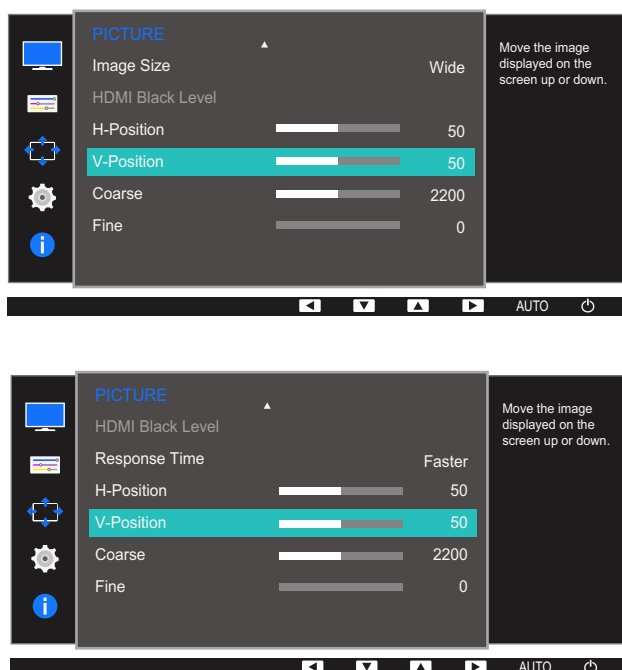 PICTURE
Image Size Wide
HDMI Black Level
H-Position 50
V-Position 50
Coarse 2200
Fine 0
Move the image
displayed on the
screen up or down.
AUTO
PICTURE
HDMI Black Level
Response Time Faster
H-Position 50
V-Position 50
Coarse 2200
Fine 0
Move the image
displayed on the
screen up or down.
AUTO